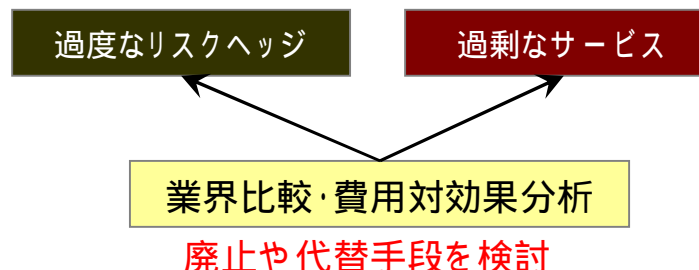 過度なリスクヘッジ
過剰なサービス
業界比較・費用対効果分析
廃止や代替手段を検討